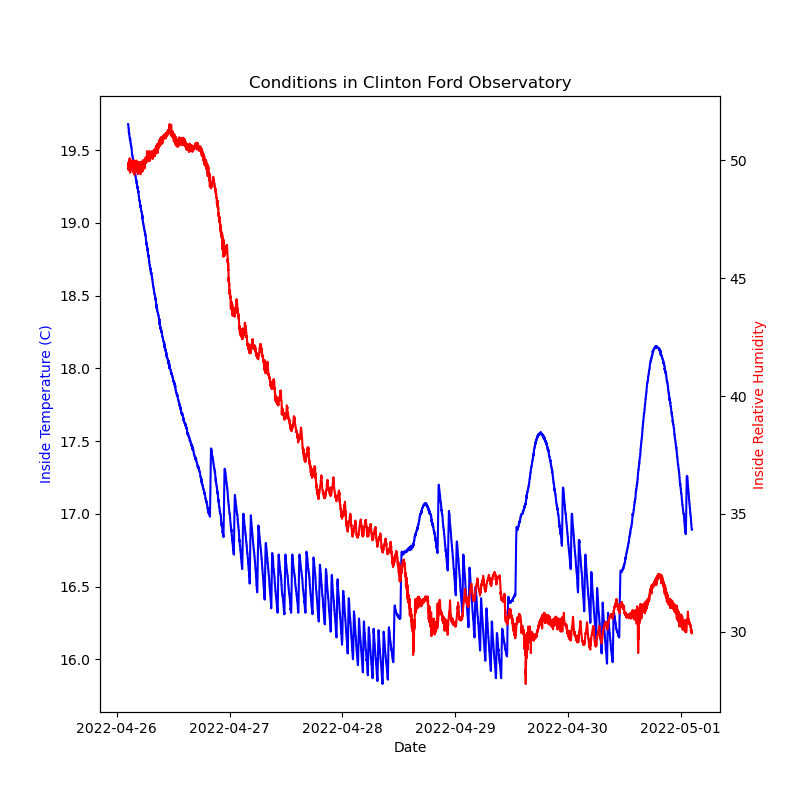 Conditions in Clinton Ford Observatory
Inside Temperature (C)
19.5
19.0
18.5
18.0
17.5
17.0
16.5
16.0
50
45
40
35
30
Inside Relative Humidity
2022-04-26 2022-04-27 2022-04-28 2022-04-29 2022-04-30 2022-05-01
Date